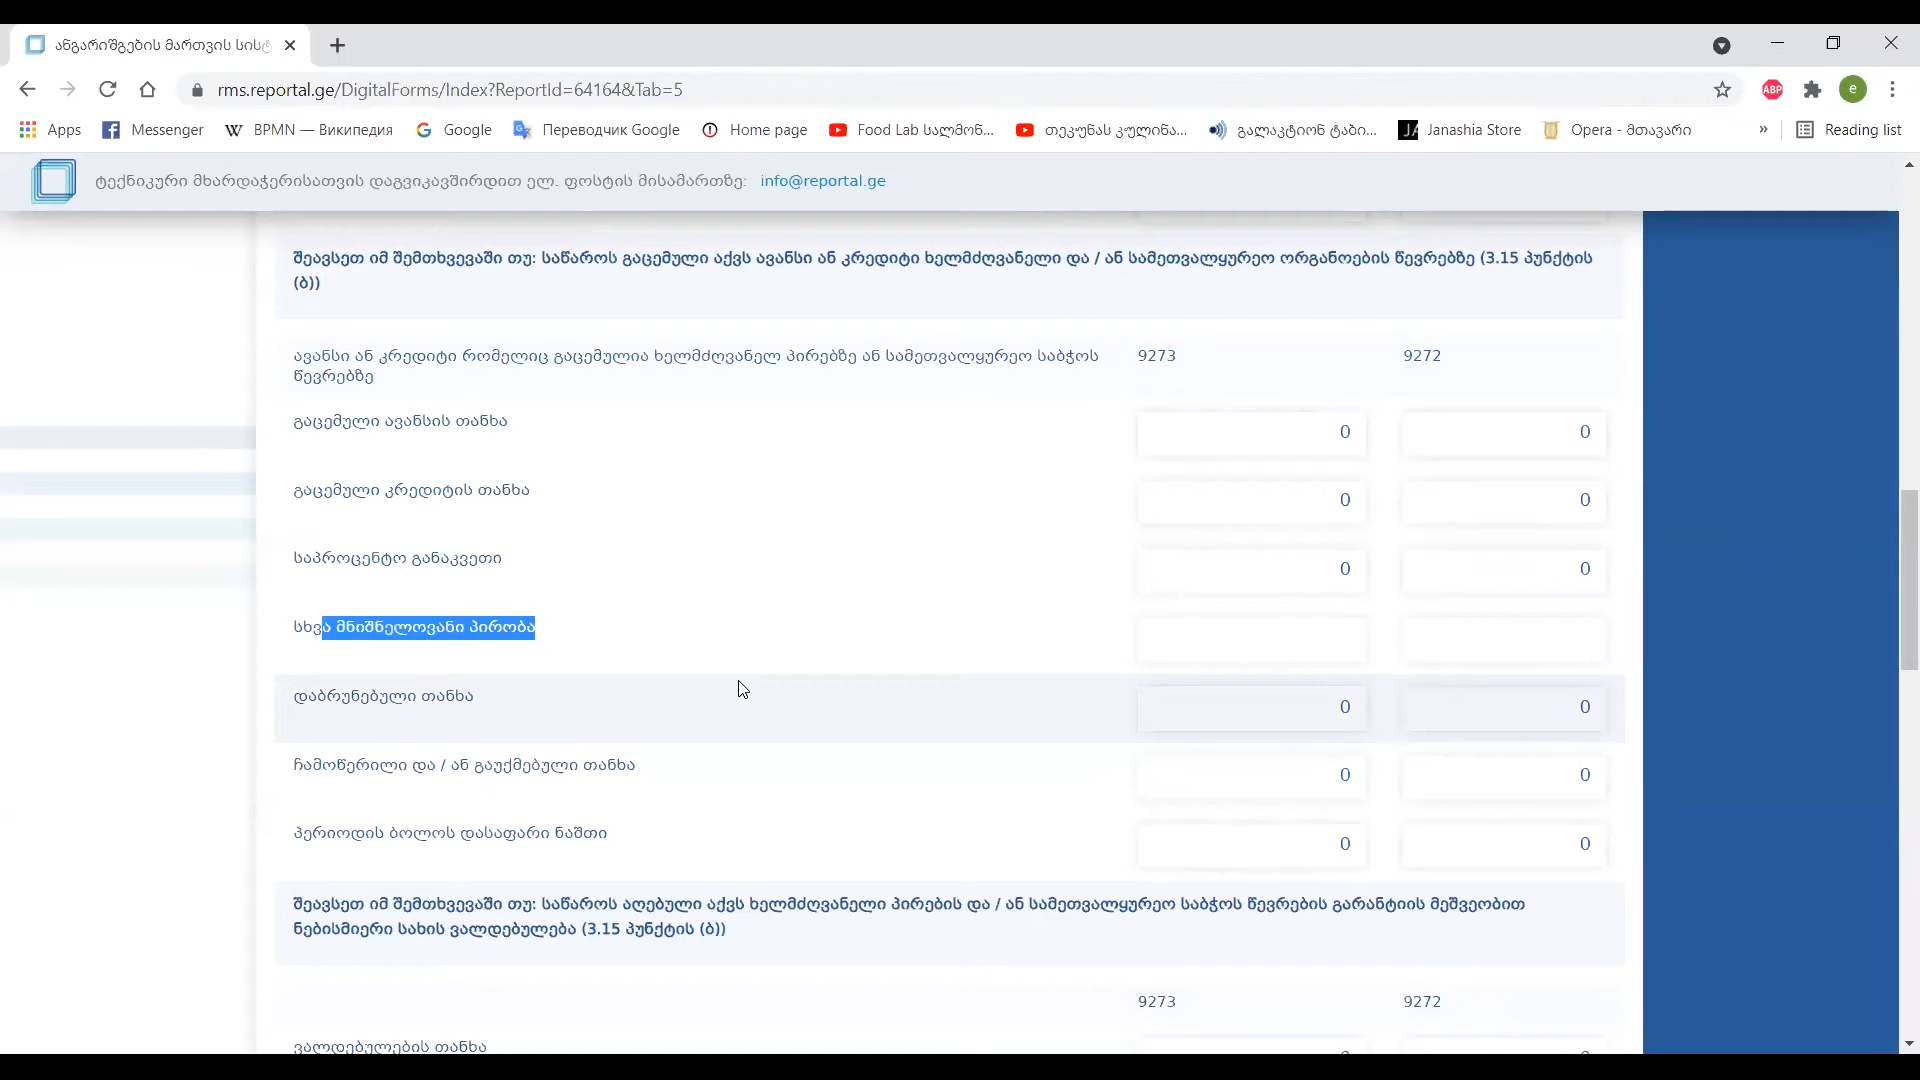 ანგარიშგების მართვის სისტ
rms.reportal.ge/DigitalForms/Index?ReportId=64164&Tab=5
ABP
e
Apps Messenger W BPMN — Википедия Google Переводчик Google Home page Food Lab სალმონ... თეკუნას კულინა... გალაკტიონ ტაბი... JA Janashia Store Opera - მთავარი » Reading list
ტექნიკური მხარდაჭერისათვის დაგვიკავშირდით ელ. ფოსტის მისამართზე: info@reportal.ge
შეავსეთ იმ შემთხვევაში თუ: საწაროს გაცემული აქვს ავანსი ან კრედიტი ხელმძღვანელი და / ან სამეთვალყურეო ორგანოების წევრებზე (3.15 პუნქტის
(ბ))
ავანსი ან კრედიტი რომელიც გაცემულია ხელმძღვანელ პირებზე ან სამეთვალყურეო საბჭოს 9273 9272
წევრებზე
გაცემული ავანსის თანხა 0 0
გაცემული კრედიტის თანხა 0 0
საპროცენტო განაკვეთი 0 0
სხვა მნიშნელოვანი პირობა
დაბრუნებული თანხა 0 0
ჩამოწერილი და / ან გაუქმებული თანხა 0 0
პერიოდის ბოლოს დასაფარი ნაშთი 0 0
შეავსეთ იმ შემთხვევაში თუ: საწაროს აღებული აქვს ხელმძღვანელი პირების და / ან სამეთვალყურეო საბჭოს წევრების გარანტიის მეშვეობით
ნებისმიერი სახის ვალდებულება (3.15 პუნქტის (ბ))
9273 9272
ვალდებულების თანხა